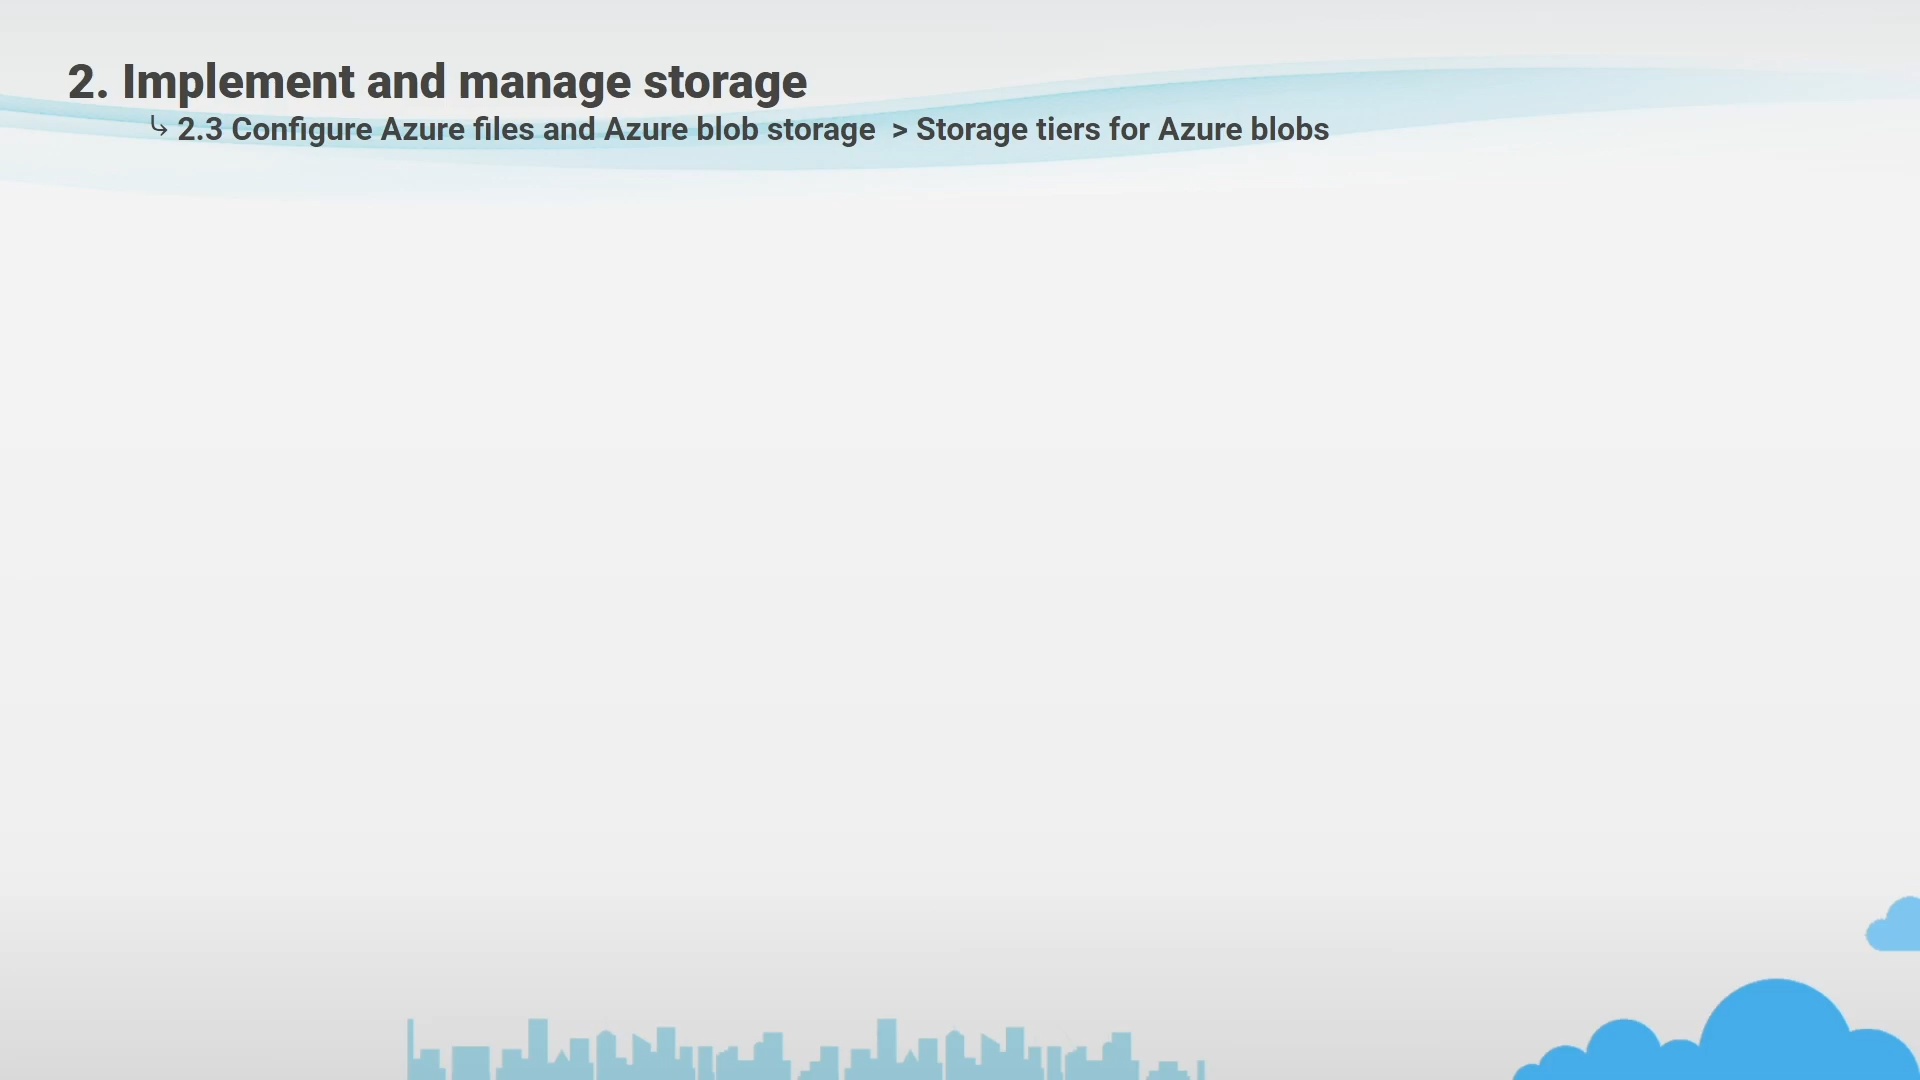 2. Implement and manage storage
⤷ 2.3 Configure Azure files and Azure blob storage > Storage tiers for Azure blobs